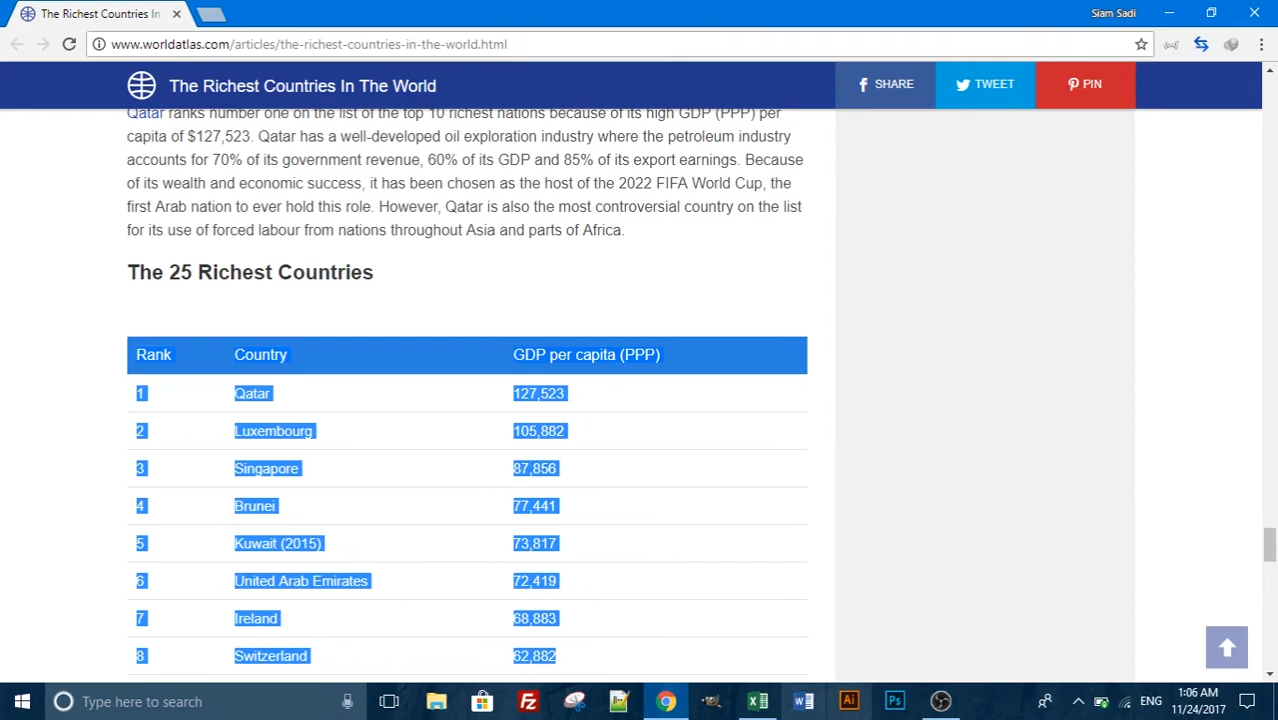 The Richest Countries In
Siam Sadi
www.worldatlas.com/articles/the-richest-countries-in-the-world.html
The Richest Countries In The World
SHARE
TWEET
PIN
Qatar ranks number one on the list of the top 10 richest nations because of its high GDP (PPP) per
capita of $127,523. Qatar has a well-developed oil exploration industry where the petroleum industry
accounts for 70% of its government revenue, 60% of its GDP and 85% of its export earnings. Because
of its wealth and economic success, it has been chosen as the host of the 2022 FIFA World Cup, the
first Arab nation to ever hold this role. However, Qatar is also the most controversial country on the list
for its use of forced labour from nations throughout Asia and parts of Africa.
The 25 Richest Countries
Rank Country GDP per capita (PPP)
1 Qatar 127,523
2 Luxembourg 105,882
3 Singapore 87,856
4 Brunei 77,441
5 Kuwait (2015) 73,817
6 United Arab Emirates 72,419
7 Ireland 68,883
8 Switzerland 62,882
Type here to search
Fz
Ai
Ps
ENG
1:06 AM
11/24/2017